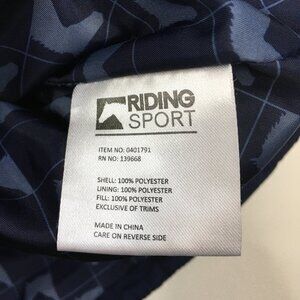 RIDING
SPORT
ITEM NO: 0401791
RN NO: 139668
SHELL: 100% POLYESTER
LINING: 100% POLYESTER
FILL: 100% POLYESTER
EXCLUSIVE OF TRIMS
MADE IN CHINA
CARE ON REVERSE SIDE